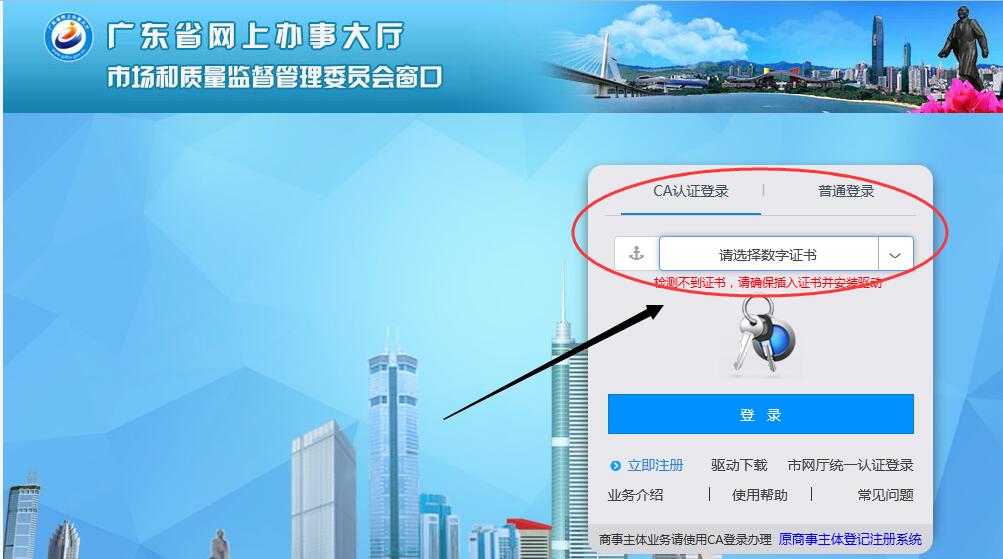 广东省网上办事大厅
市场和质量监督管理委员会窗口
CA认证登录 | 普通登录
请选择数字证书
检测不到证书，请确保插入证书并安装驱动
登 录
立即注册 驱动下载 市网厅统一认证登录
业务介绍 | 使用帮助 | 常见问题
商事主体业务请使用CA登录办理 原商事主体登记注册系统